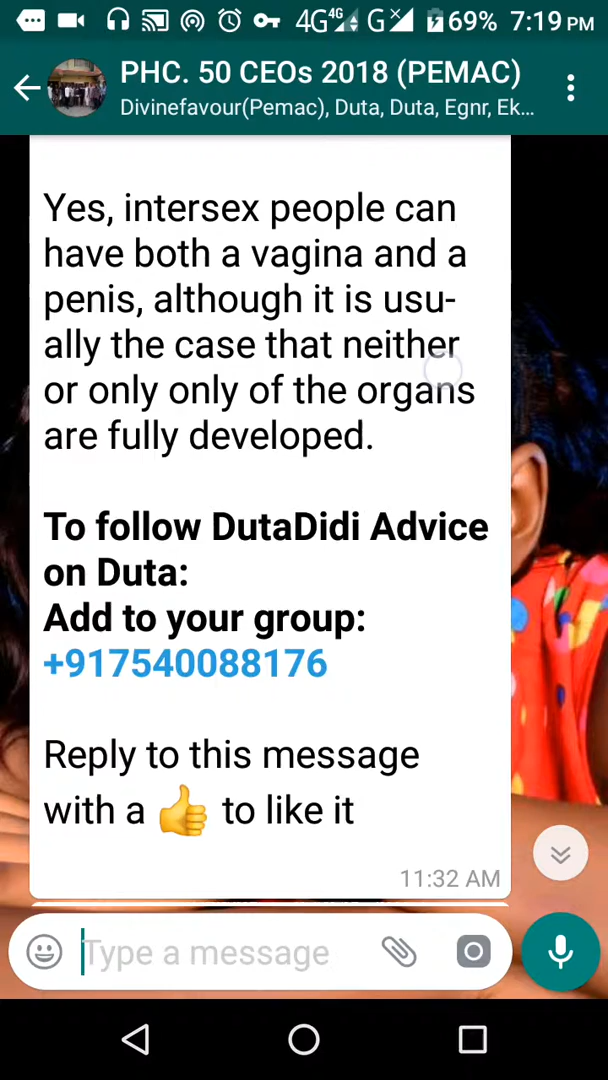 4G 4G G 69% 7:19 PM
PHC. 50 CEOs 2018 (PEMAC)
Divinefavour(Pemac), Duta, Duta, Egnr, Ek...
Yes, intersex people can
have both a vagina and a
penis, although it is usu-
ally the case that neither
or only only of the organs
are fully developed.
To follow DutaDidi Advice
on Duta:
Add to your group:
+917540088176
Reply to this message
with a 👍 to like it
11:32 AM
Type a message